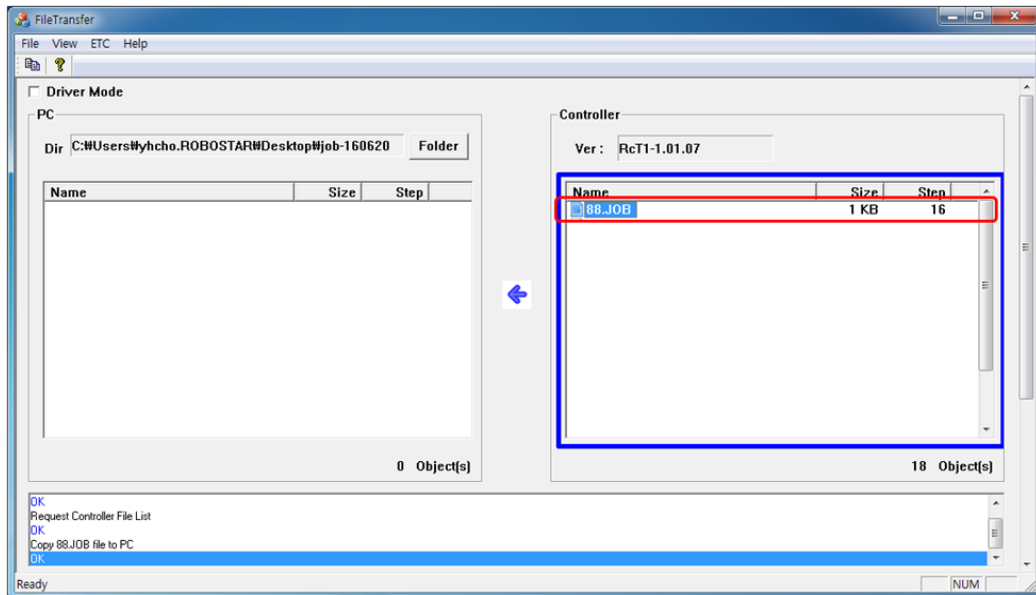 FileTransfer
File View ETC Help
Driver Mode
PC
Dir C:₩Users₩yhcho.ROBOSTAR₩Desktop₩job-160620 Folder
Name Size Step
0 Object(s)
Controller
Ver : RcT1-1.01.07
Name Size Step
88.JOB 1 KB 16
18 Object(s)
OK
Request Controller File List
OK
Copy 88.JOB file to PC
OK
Ready NUM